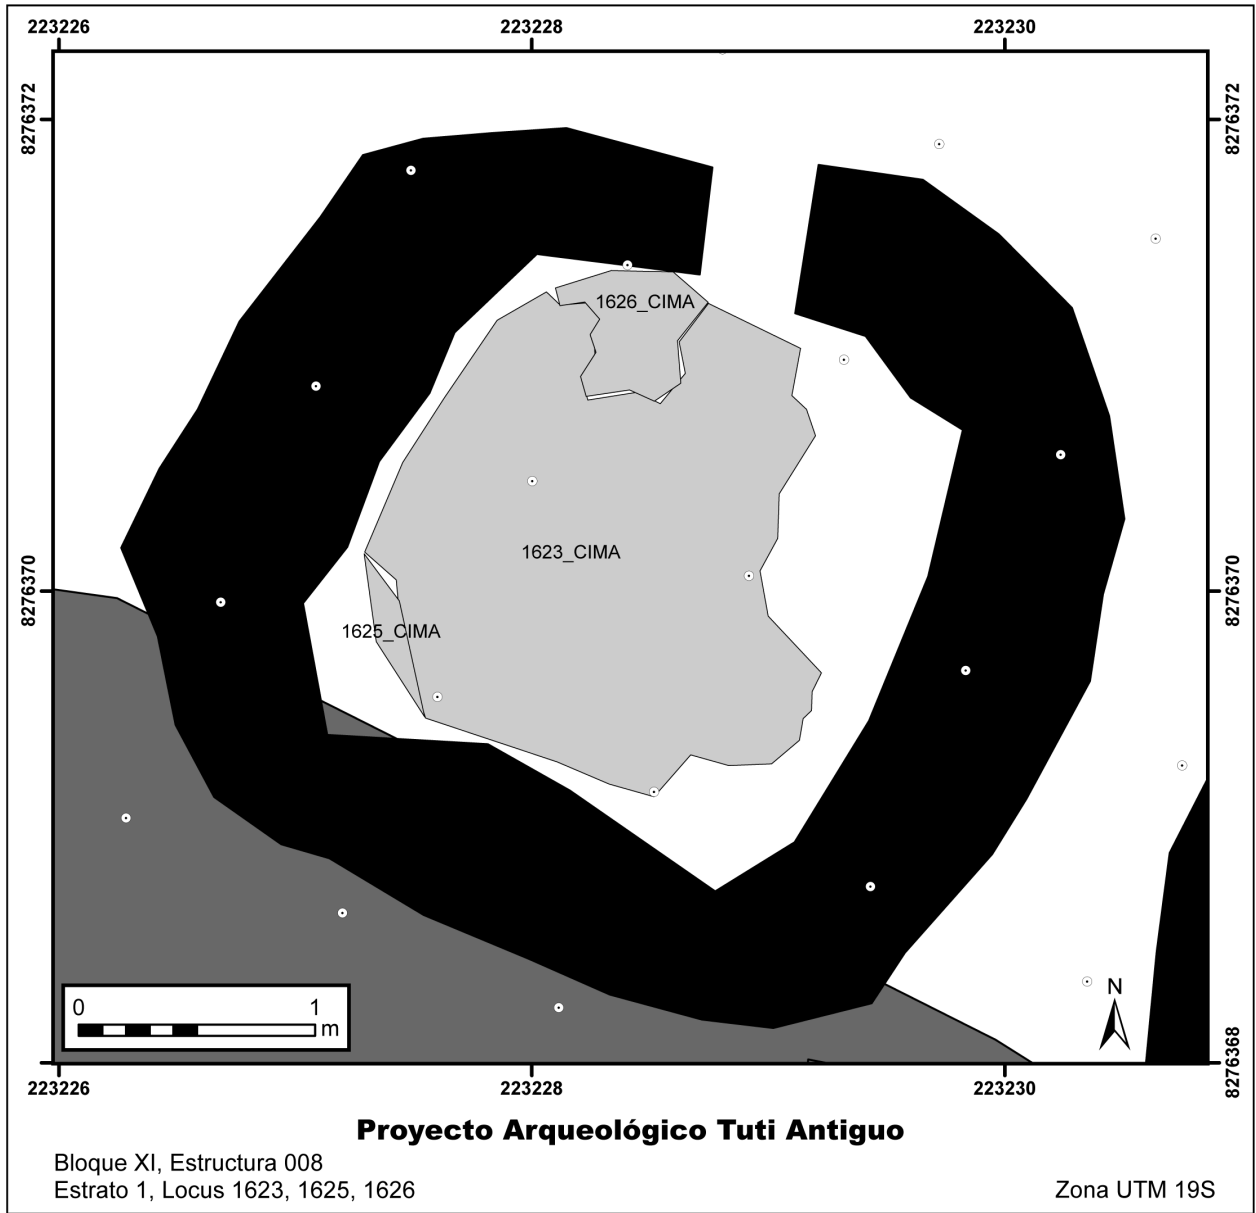 223226 223228 223230
8276372 8276372
1626_CIMA
1623_CIMA
8276370 8276370
1625_CIMA
N
0 1
m
8276368
223226 223228 223230
Proyecto Arqueológico Tuti Antiguo
Bloque XI, Estructura 008
Estrato 1, Locus 1623, 1625, 1626 Zona UTM 19S